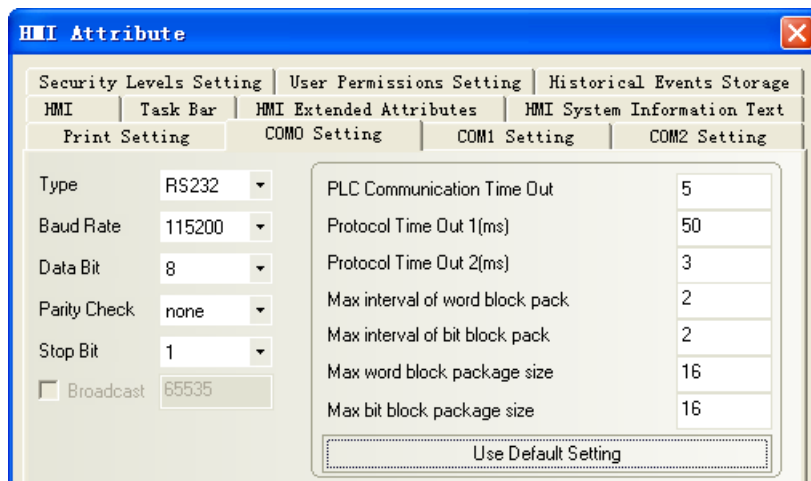 HMI Attribute
Security Levels Setting User Permissions Setting Historical Events Storage
HMI Task Bar HMI Extended Attributes HMI System Information Text
Print Setting COM0 Setting COM1 Setting COM2 Setting
Type RS232
Baud Rate 115200
Data Bit 8
Parity Check none
Stop Bit 1
Broadcast 65535
PLC Communication Time Out 5
Protocol Time Out 1(ms) 50
Protocol Time Out 2(ms) 3
Max interval of word block pack 2
Max interval of bit block pack 2
Max word block package size 16
Max bit block package size 16
Use Default Setting